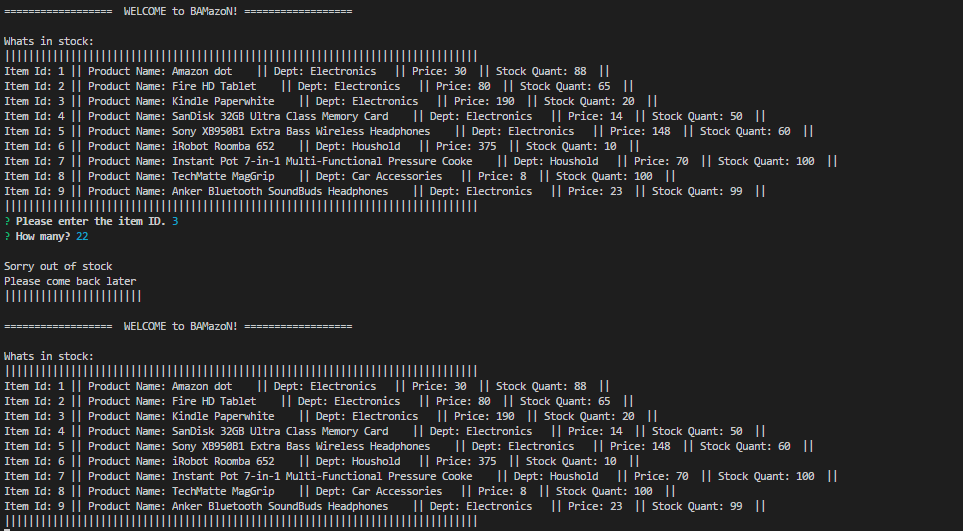 ================== WELCOME to BAMazoN! ==================
Whats in stock:
|||||||||||||||||||||||||||||||||||||||||||||||||||||||||||||||||||||||||||||||
Item Id: 1 || Product Name: Amazon dot || Dept: Electronics || Price: 30 || Stock Quant: 88 ||
Item Id: 2 || Product Name: Fire HD Tablet || Dept: Electronics || Price: 80 || Stock Quant: 65 ||
Item Id: 3 || Product Name: Kindle Paperwhite || Dept: Electronics || Price: 190 || Stock Quant: 20 ||
Item Id: 4 || Product Name: SanDisk 32GB Ultra Class Memory Card || Dept: Electronics || Price: 14 || Stock Quant: 50 ||
Item Id: 5 || Product Name: Sony XB950B1 Extra Bass Wireless Headphones || Dept: Electronics || Price: 148 || Stock Quant: 60 ||
Item Id: 6 || Product Name: iRobot Roomba 652 || Dept: Houshold || Price: 375 || Stock Quant: 10 ||
Item Id: 7 || Product Name: Instant Pot 7-in-1 Multi-Functional Pressure Cooke || Dept: Houshold || Price: 70 || Stock Quant: 100 ||
Item Id: 8 || Product Name: TechMatte MagGrip || Dept: Car Accessories || Price: 8 || Stock Quant: 100 ||
Item Id: 9 || Product Name: Anker Bluetooth SoundBuds Headphones || Dept: Electronics || Price: 23 || Stock Quant: 99 ||
|||||||||||||||||||||||||||||||||||||||||||||||||||||||||||||||||||||||||||||||
? Please enter the item ID. 3
? How many? 22
Sorry out of stock
Please come back later
|||||||||||||||||||||||
================== WELCOME to BAMazoN! ==================
Whats in stock:
|||||||||||||||||||||||||||||||||||||||||||||||||||||||||||||||||||||||||||||||
Item Id: 1 || Product Name: Amazon dot || Dept: Electronics || Price: 30 || Stock Quant: 88 ||
Item Id: 2 || Product Name: Fire HD Tablet || Dept: Electronics || Price: 80 || Stock Quant: 65 ||
Item Id: 3 || Product Name: Kindle Paperwhite || Dept: Electronics || Price: 190 || Stock Quant: 20 ||
Item Id: 4 || Product Name: SanDisk 32GB Ultra Class Memory Card || Dept: Electronics || Price: 14 || Stock Quant: 50 ||
Item Id: 5 || Product Name: Sony XB950B1 Extra Bass Wireless Headphones || Dept: Electronics || Price: 148 || Stock Quant: 60 ||
Item Id: 6 || Product Name: iRobot Roomba 652 || Dept: Houshold || Price: 375 || Stock Quant: 10 ||
Item Id: 7 || Product Name: Instant Pot 7-in-1 Multi-Functional Pressure Cooke || Dept: Houshold || Price: 70 || Stock Quant: 100 ||
Item Id: 8 || Product Name: TechMatte MagGrip || Dept: Car Accessories || Price: 8 || Stock Quant: 100 ||
Item Id: 9 || Product Name: Anker Bluetooth SoundBuds Headphones || Dept: Electronics || Price: 23 || Stock Quant: 99 ||
|||||||||||||||||||||||||||||||||||||||||||||||||||||||||||||||||||||||||||||||